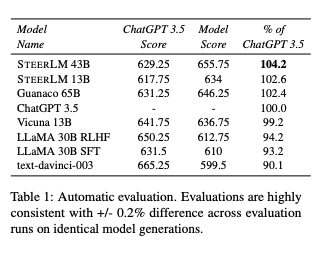 Model ChatGPT 3.5 Model % of
Name Score Score ChatGPT 3.5
STEERLM 43B 629.25 655.75 104.2
STEERLM 13B 617.75 634 102.6
Guanaco 65B 631.25 646.25 102.4
ChatGPT 3.5 - - 100.0
Vicuna 13B 641.75 636.75 99.2
LLaMA 30B RLHF 650.25 612.75 94.2
LLaMA 30B SFT 631.5 610 93.2
text-davinci-003 665.25 599.5 90.1
Table 1: Automatic evaluation. Evaluations are highly
consistent with +/- 0.2% difference across evaluation
runs on identical model generations.